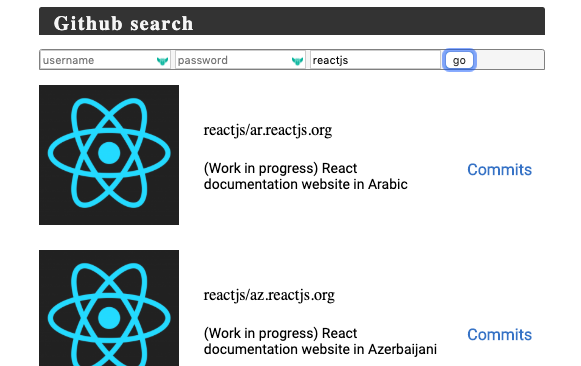 Github search
username password reactjs go
reactjs/ar.reactjs.org
(Work in progress) React
documentation website in Arabic
Commits
reactjs/az.reactjs.org
(Work in progress) React
documentation website in Azerbaijani
Commits